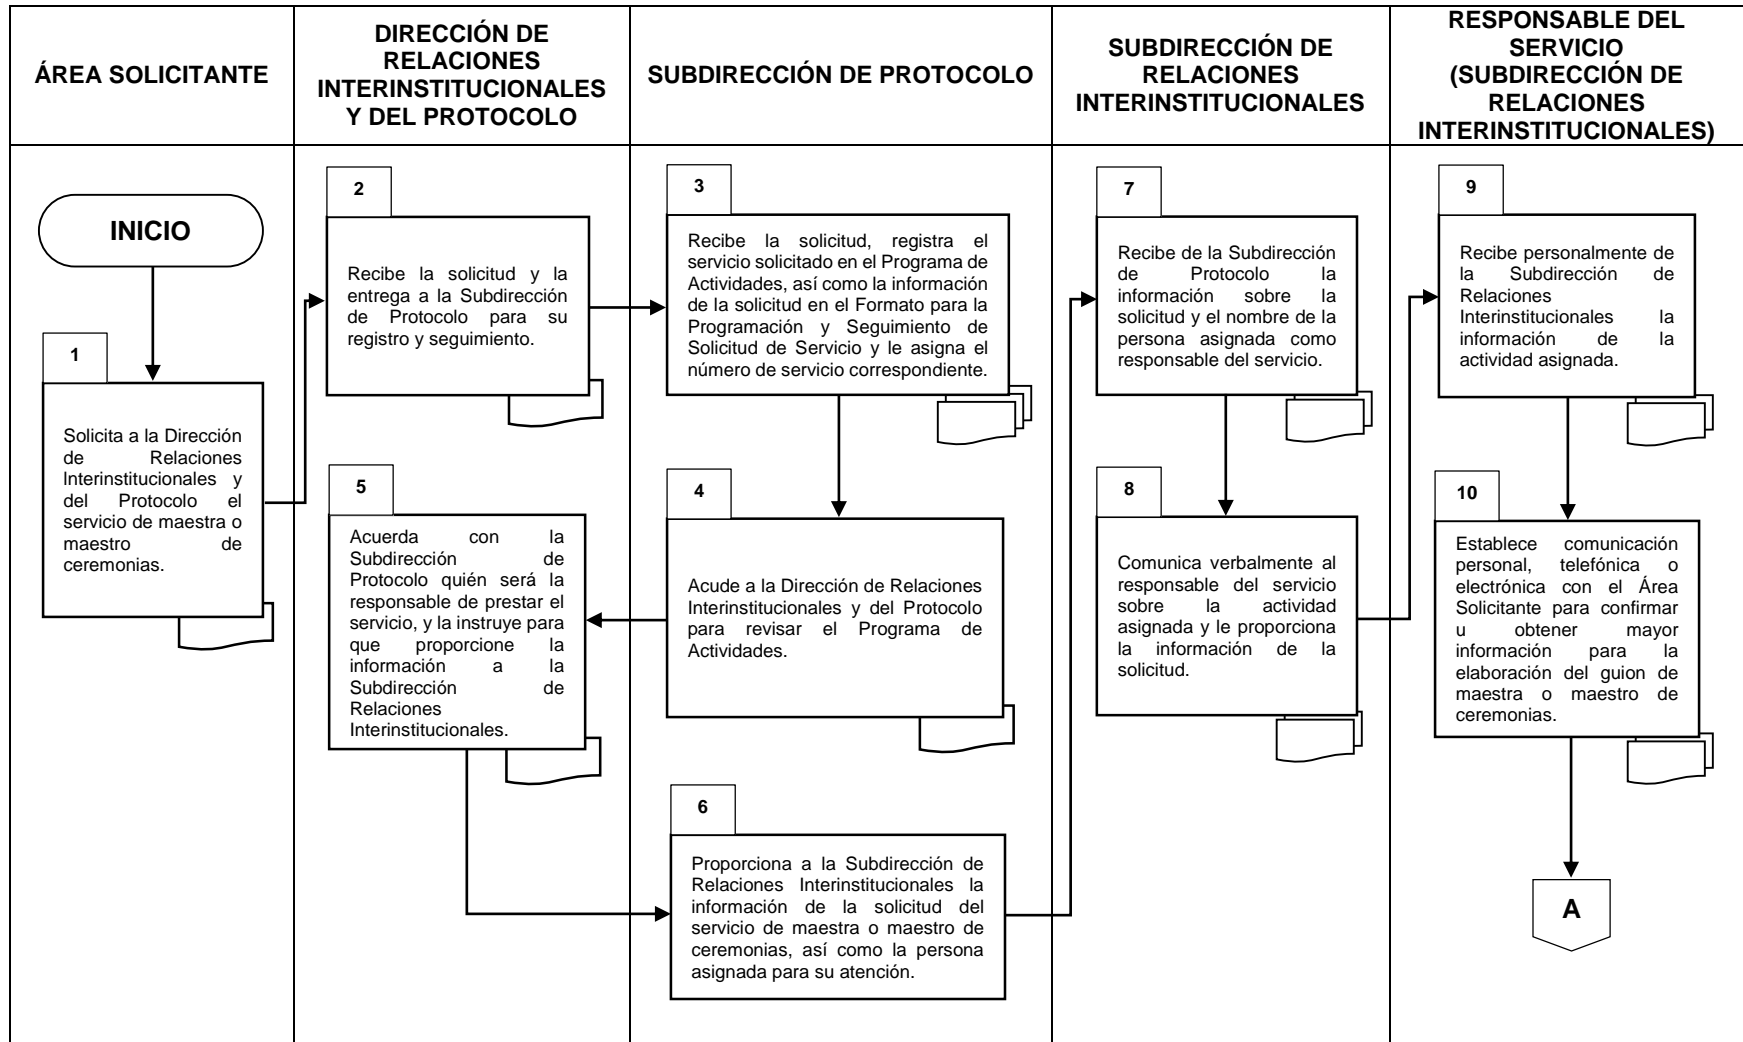 ÁREA SOLICITANTE
DIRECCIÓN DE
RELACIONES
INTERINSTITUCIONALES
Y DEL PROTOCOLO
SUBDIRECCIÓN DE PROTOCOLO
SUBDIRECCIÓN DE
RELACIONES
INTERINSTITUCIONALES
RESPONSABLE DEL
SERVICIO
(SUBDIRECCIÓN DE
RELACIONES
INTERINSTITUCIONALES)
INICIO
1
Solicita a la Dirección
de Relaciones
Interinstitucionales y
del Protocolo el
servicio de maestra o
maestro de
ceremonias.
2
Recibe la solicitud y la
entrega a la Subdirección
de Protocolo para su
registro y seguimiento.
3
Recibe la solicitud, registra el
servicio solicitado en el Programa de
Actividades, así como la información
de la solicitud en el Formato para la
Programación y Seguimiento de
Solicitud de Servicio y le asigna el
número de servicio correspondiente.
4
Acude a la Dirección de Relaciones
Interinstitucionales y del Protocolo
para revisar el Programa de
Actividades.
5
Acuerda con la
Subdirección de
Protocolo quién será la
responsable de prestar el
servicio, y la instruye para
que proporcione la
información a la
Subdirección de
Relaciones
Interinstitucionales.
6
Proporciona a la Subdirección de
Relaciones Interinstitucionales la
información de la solicitud del
servicio de maestra o maestro de
ceremonias, así como la persona
asignada para su atención.
7
Recibe de la Subdirección
de Protocolo la
información sobre la
solicitud y el nombre de la
persona asignada como
responsable del servicio.
8
Comunica verbalmente al
responsable del servicio
sobre la actividad
asignada y le proporciona
la información de la
solicitud.
9
Recibe personalmente de
la Subdirección de
Relaciones
Interinstitucionales la
información de la
actividad asignada.
10
Establece comunicación
personal, telefónica o
electrónica con el Área
Solicitante para confirmar
u obtener mayor
información para la
elaboración del guion de
maestra o maestro de
ceremonias.
A